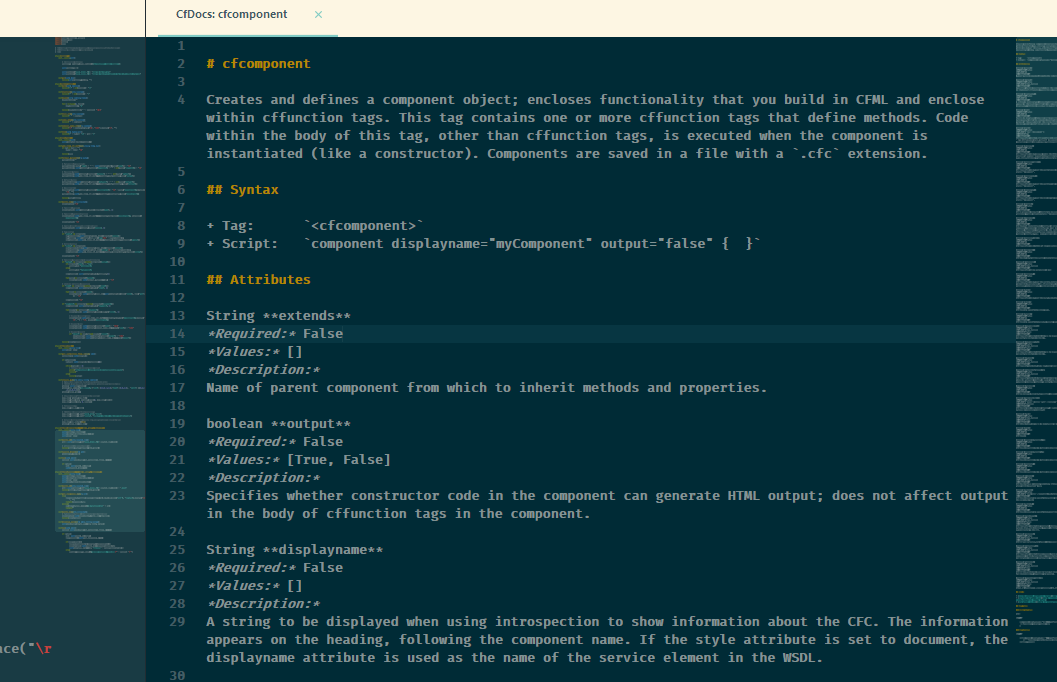 CfDocs: cfcomponent ×
1
2 # cfcomponent
3
4 Creates and defines a component object; encloses functionality that you build in CFML and enclose
within cffunction tags. This tag contains one or more cffunction tags that define methods. Code
within the body of this tag, other than cffunction tags, is executed when the component is
instantiated (like a constructor). Components are saved in a file with a `.cfc` extension.
5
6 ## Syntax
7
8 + Tag: `<cfcomponent>`
9 + Script: `component displayname="myComponent" output="false" { }`
10
11 ## Attributes
12
13 String **extends**
14 *Required:* False
15 *Values:* []
16 *Description:*
17 Name of parent component from which to inherit methods and properties.
18
19 boolean **output**
20 *Required:* False
21 *Values:* [True, False]
22 *Description:*
23 Specifies whether constructor code in the component can generate HTML output; does not affect output
in the body of cffunction tags in the component.
24
25 String **displayname**
26 *Required:* False
27 *Values:* []
28 *Description:*
29 A string to be displayed when using introspection to show information about the CFC. The information
appears on the heading, following the component name. If the style attribute is set to document, the
displayname attribute is used as the name of the service element in the WSDL.
30
ace("\r